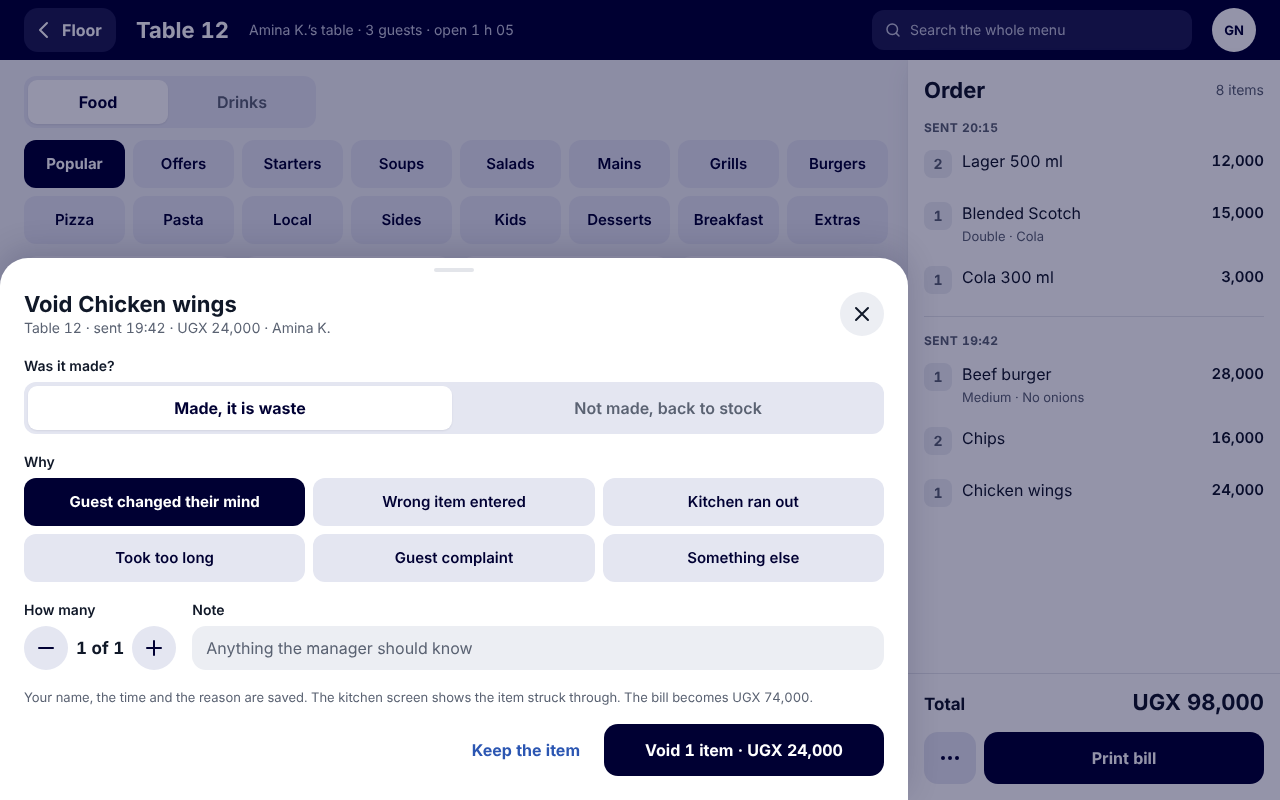 Floor
Table 12
Amina K.’s table · 3 guests · open 1 h 05
Search the whole menu
GN
Food
Drinks
Popular
Offers
Starters
Soups
Salads
Mains
Grills
Burgers
Pizza
Pasta
Local
Sides
Kids
Desserts
Breakfast
Extras
Void Chicken wings
Table 12 · sent 19:42 · UGX 24,000 · Amina K.
Was it made?
Made, it is waste
Not made, back to stock
Why
Guest changed their mind
Wrong item entered
Kitchen ran out
Took too long
Guest complaint
Something else
How many
Note
1 of 1
Anything the manager should know
Your name, the time and the reason are saved. The kitchen screen shows the item struck through. The bill becomes UGX 74,000.
Keep the item
Void 1 item · UGX 24,000
Order
8 items
SENT 20:15
2 Lager 500 ml 12,000
1 Blended Scotch 15,000
Double · Cola
1 Cola 300 ml 3,000
SENT 19:42
1 Beef burger 28,000
Medium · No onions
2 Chips 16,000
1 Chicken wings 24,000
Total UGX 98,000
Print bill